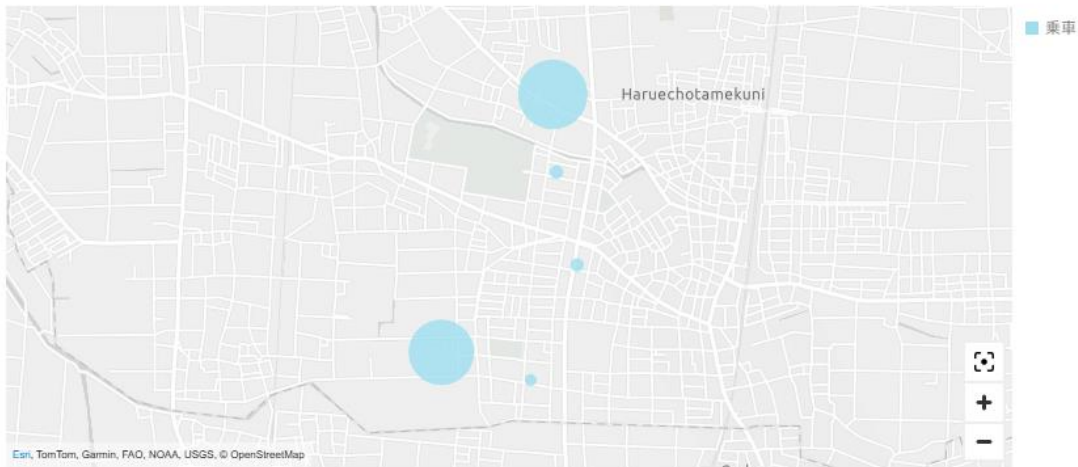 乗車
Haruechotamekuni
Esri, TomTom, Garmin, FAO, NOAA, USGS, © OpenStreetMap